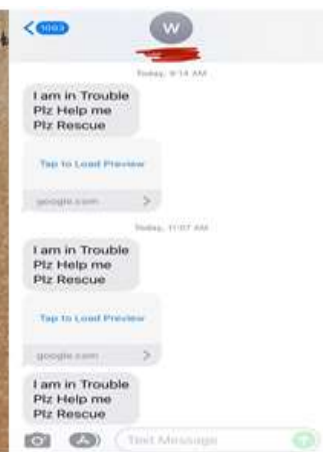 1003
W
Today, 9:14 AM
I am in Trouble
Plz Help me
Plz Rescue
Tap to Load Preview
google.com
Today, 11:07 AM
I am in Trouble
Plz Help me
Plz Rescue
Tap to Load Preview
google.com
I am in Trouble
Plz Help me
Plz Rescue
Text Message